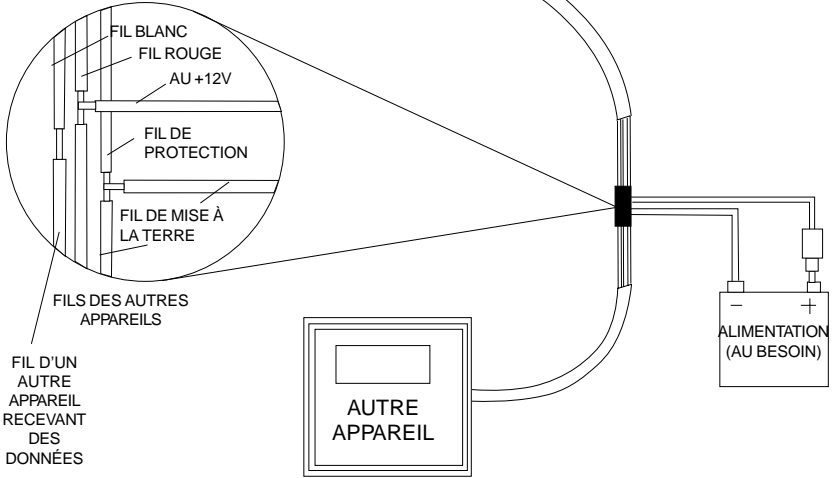 FIL BLANC
FIL ROUGE
AU +12V
FIL DE
PROTECTION
FIL DE MISE À
LA TERRE
FILS DES AUTRES
APPAREILS
FIL D'UN
AUTRE
APPAREIL
RECEVANT
DES
DONNÉES
AUTRE
APPAREIL
– +
ALIMENTATION
(AU BESOIN)